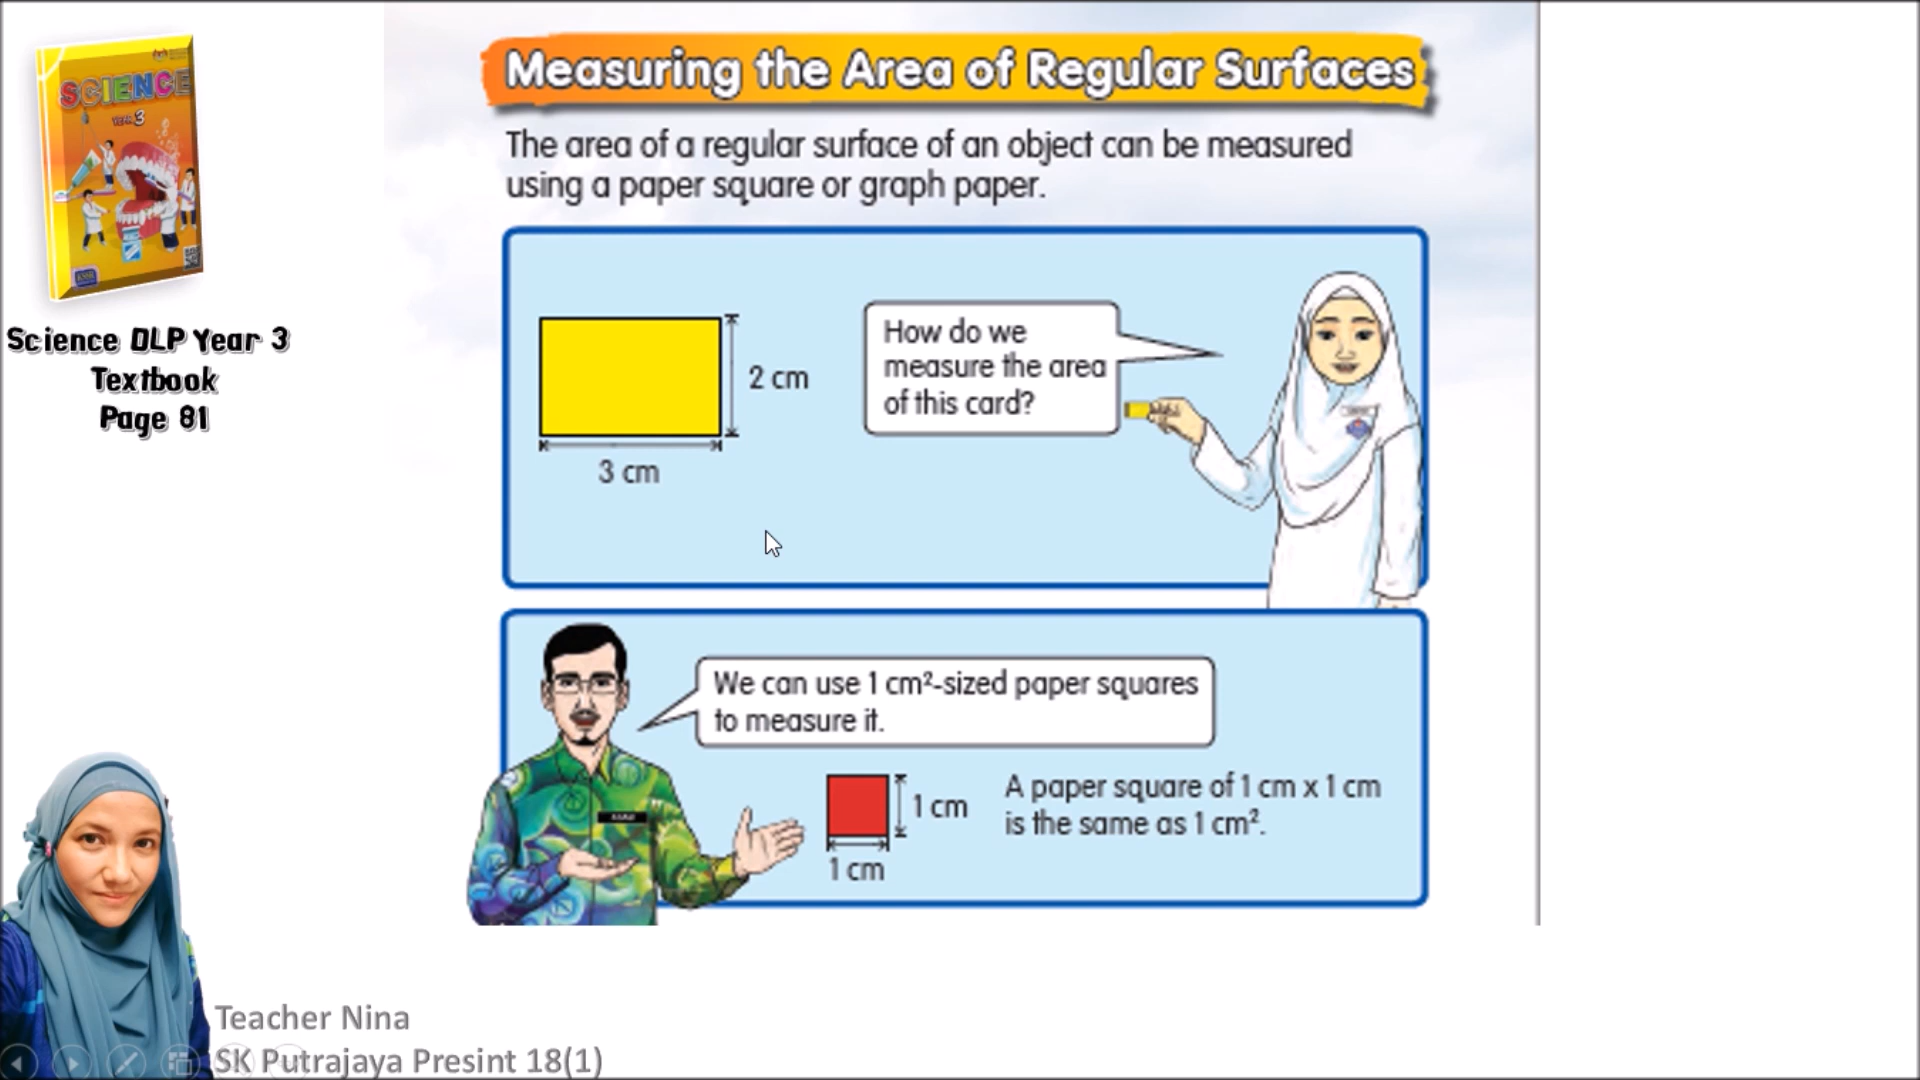 SCIENCE
YEAR 3
Science DLP Year 3
Textbook
Page 81
Measuring the Area of Regular Surfaces
The area of a regular surface of an object can be measured
using a paper square or graph paper.
2 cm
3 cm
How do we
measure the area
of this card?
We can use 1 cm²-sized paper squares
to measure it.
1 cm
1 cm
A paper square of 1 cm x 1 cm
is the same as 1 cm².
Teacher Nina
SK Putrajaya Presint 18(1)